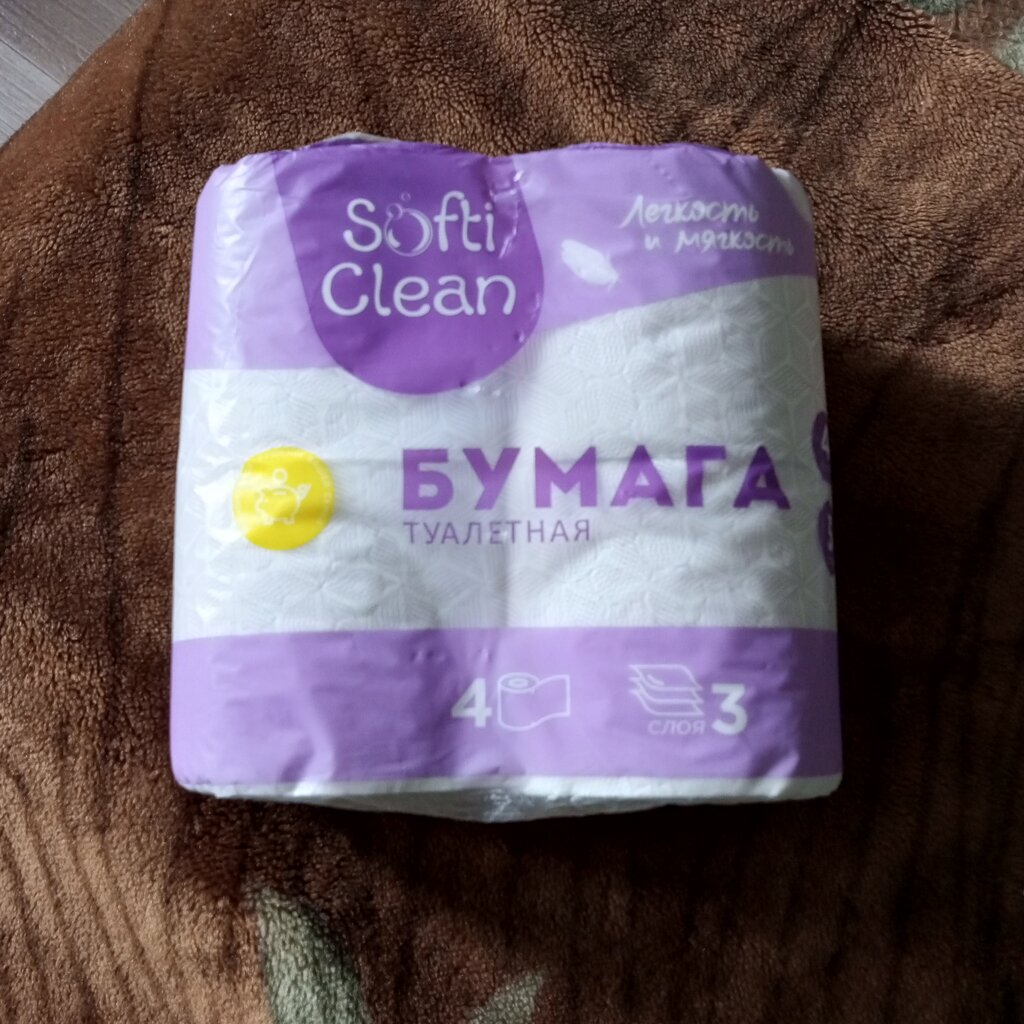 Softi
Clean
Легкость
и мягкость
БУМАГА
ТУАЛЕТНАЯ
4
СЛОЯ 3